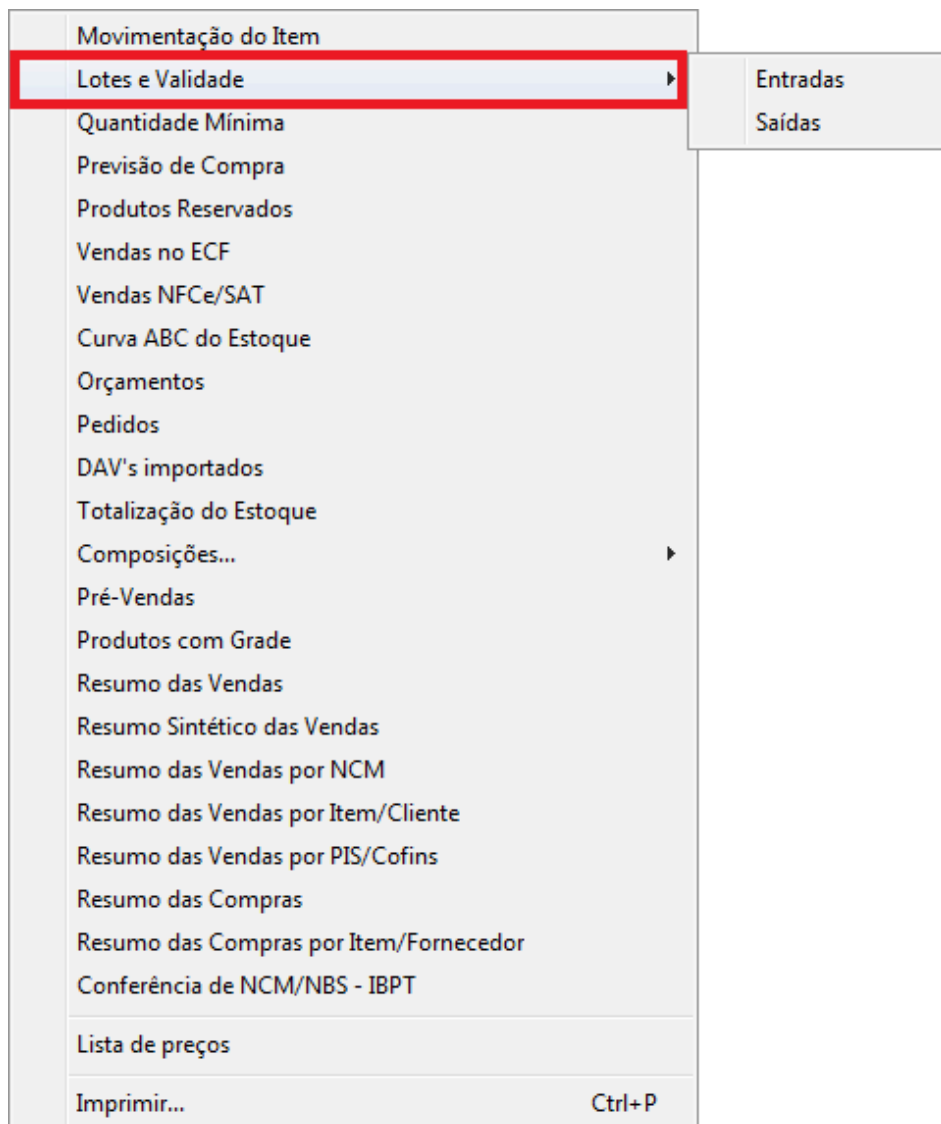 Movimentação do Item
Lotes e Validade
Entradas
Saídas
Quantidade Mínima
Previsão de Compra
Produtos Reservados
Vendas no ECF
Vendas NFCe/SAT
Curva ABC do Estoque
Orçamentos
Pedidos
DAV's importados
Totalização do Estoque
Composições...
Pré-Vendas
Produtos com Grade
Resumo das Vendas
Resumo Sintético das Vendas
Resumo das Vendas por NCM
Resumo das Vendas por Item/Cliente
Resumo das Vendas por PIS/Cofins
Resumo das Compras
Resumo das Compras por Item/Fornecedor
Conferência de NCM/NBS - IBPT
Lista de preços
Imprimir... Ctrl+P